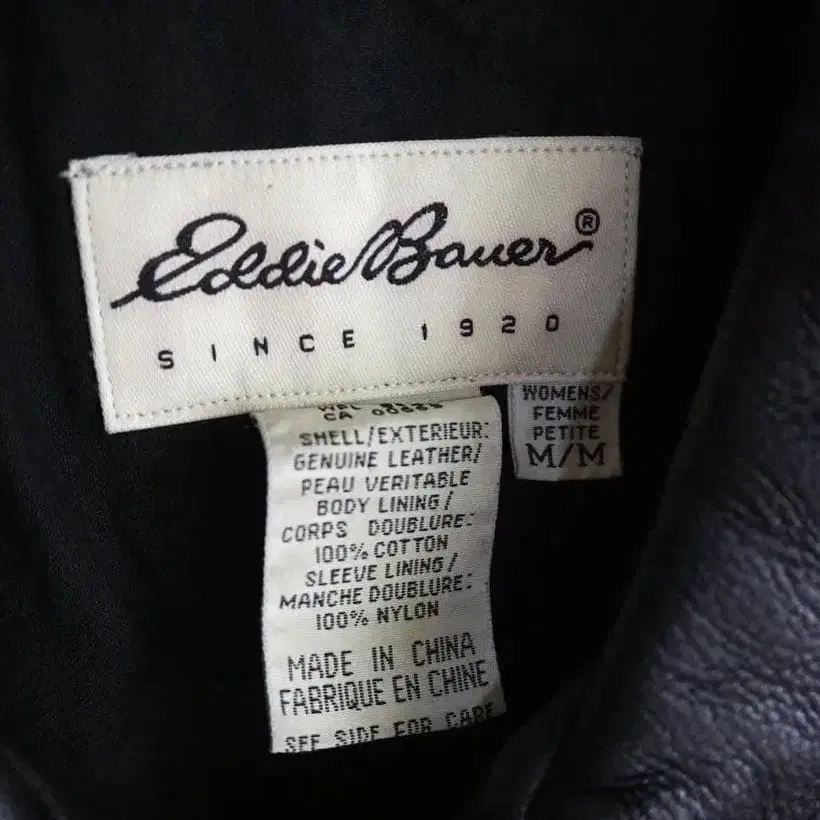 Eddie Bauer®
SINCE 1920
WOMENS/
FEMME
PETITE
M/M
CA
SHELL/EXTERIEUR:
GENUINE LEATHER/
PEAU VERITABLE
BODY LINING/
CORPS DOUBLURE:
100% COTTON
SLEEVE LINING/
MANCHE DOUBLURE:
100% NYLON
MADE IN CHINA
FABRIQUE EN CHINE
SEE SIDE FOR CARE